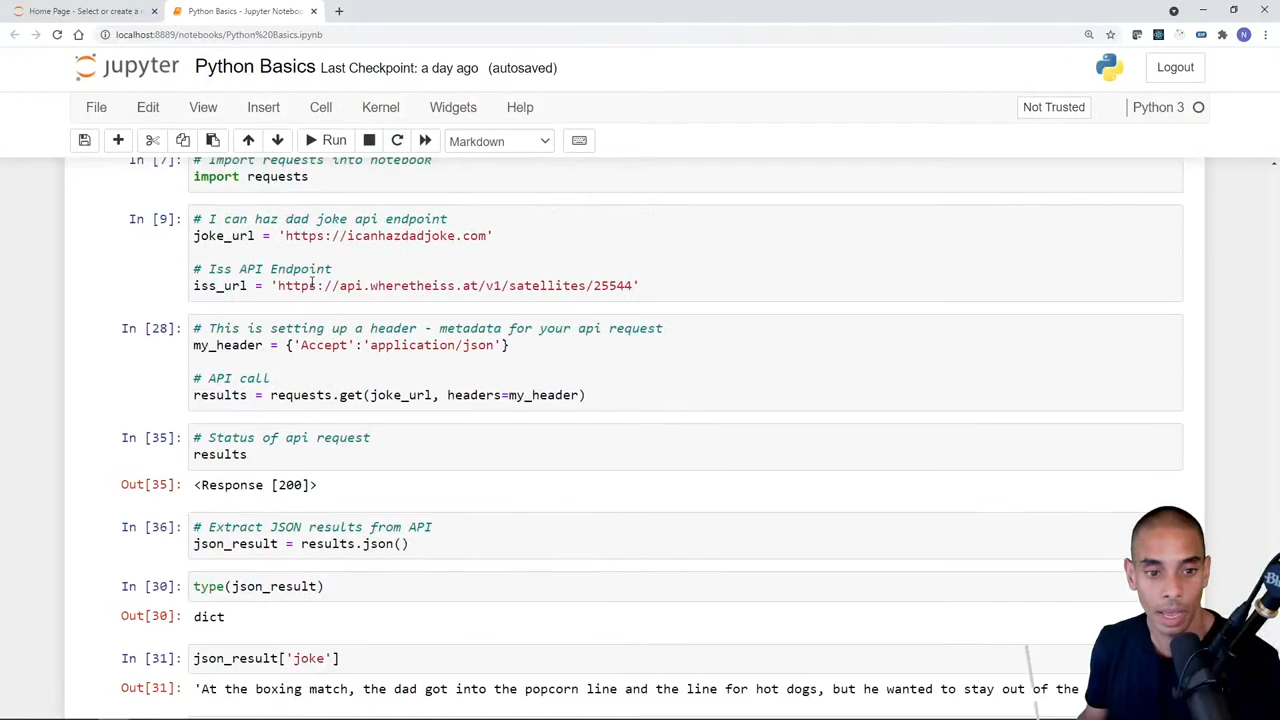 Home Page - Select or create a n
Python Basics - Jupyter Noteboo
localhost:8889/notebooks/Python%20Basics.ipynb
N
jupyter Python Basics Last Checkpoint: a day ago (autosaved)
Logout
File Edit View Insert Cell Kernel Widgets Help
Not Trusted
Python 3
Run
Markdown
In [7]: # Import requests into notebook
import requests
In [9]: # I can haz dad joke api endpoint
joke_url = 'https://icanhazdadjoke.com'
# Iss API Endpoint
iss_url = 'https://api.wheretheiss.at/v1/satellites/25544'
In [28]: # This is setting up a header - metadata for your api request
my_header = {'Accept':'application/json'}
# API call
results = requests.get(joke_url, headers=my_header)
In [35]: # Status of api request
results
Out[35]: <Response [200]>
In [36]: # Extract JSON results from API
json_result = results.json()
In [30]: type(json_result)
Out[30]: dict
In [31]: json_result['joke']
Out[31]: 'At the boxing match, the dad got into the popcorn line and the line for hot dogs, but he wanted to stay out of the